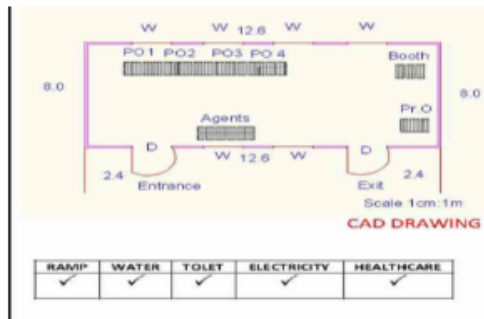 W W 12.6 W W
PO1 PO2 PO3 PO 4 Booth
8.0 8.0
Pr.O
Agents
D W 12.6 W D
2.4 Entrance Exit 2.4
Scale 1cm:1m
CAD DRAWING
RAMP WATER TOLET ELECTRICITY HEALTHCARE
✓ ✓ ✓ ✓ ✓